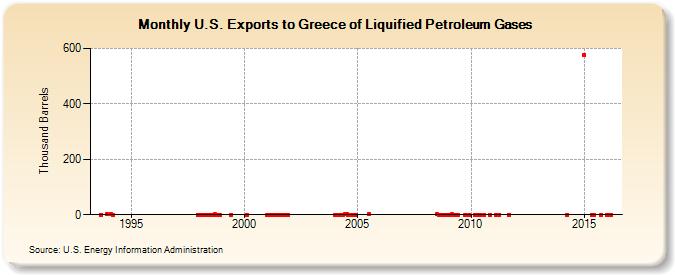 Monthly U.S. Exports to Greece of Liquified Petroleum Gases
Thousand Barrels
600
400
200
0
1995 2000 2005 2010 2015
Source: U.S. Energy Information Administration